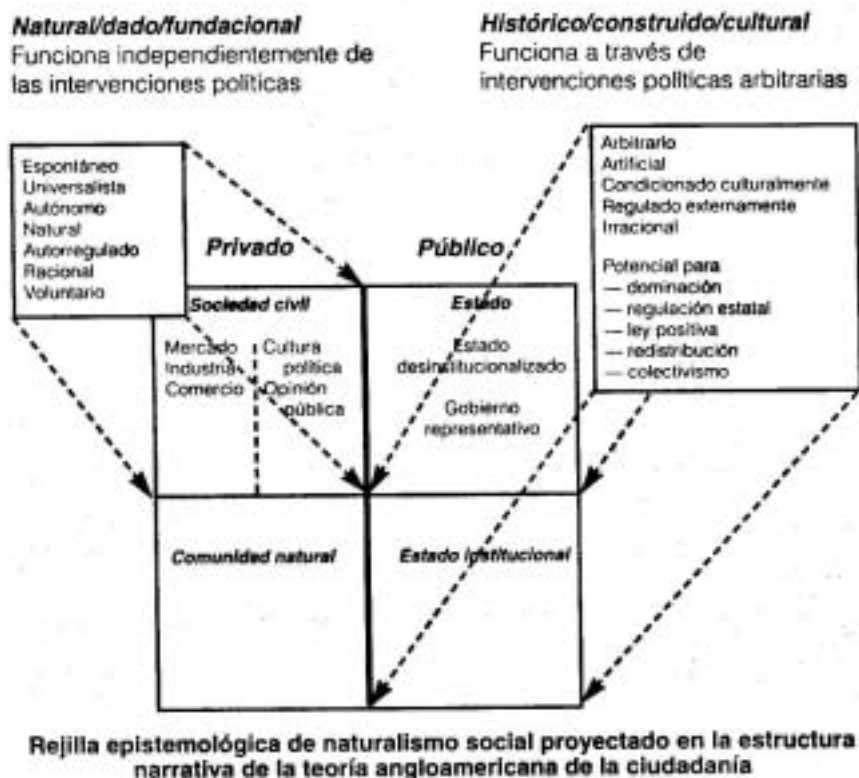 Natural/dado/fundacional
Funciona independientemente de
las intervenciones políticas
Histórico/construido/cultural
Funciona a través de
intervenciones políticas arbitrarias
Espontáneo
Universalista
Autónomo
Natural
Autorregulado
Racional
Voluntario
Arbitrario
Artificial
Condicionado culturalmente
Regulado externamente
Irracional
Potencial para
— dominación
— regulación estatal
— ley positiva
— redistribución
— colectivismo
Privado
Público
Sociedad civil
Mercado
Industria
Comercio
Cultura
política
Opinión
pública
Estado
Estado
desinstitucionalizado
Gobierno
representativo
Comunidad natural
Estado institucional
Rejilla epistemológica de naturalismo social proyectado en la estructura
narrativa de la teoría angloamericana de la ciudadanía